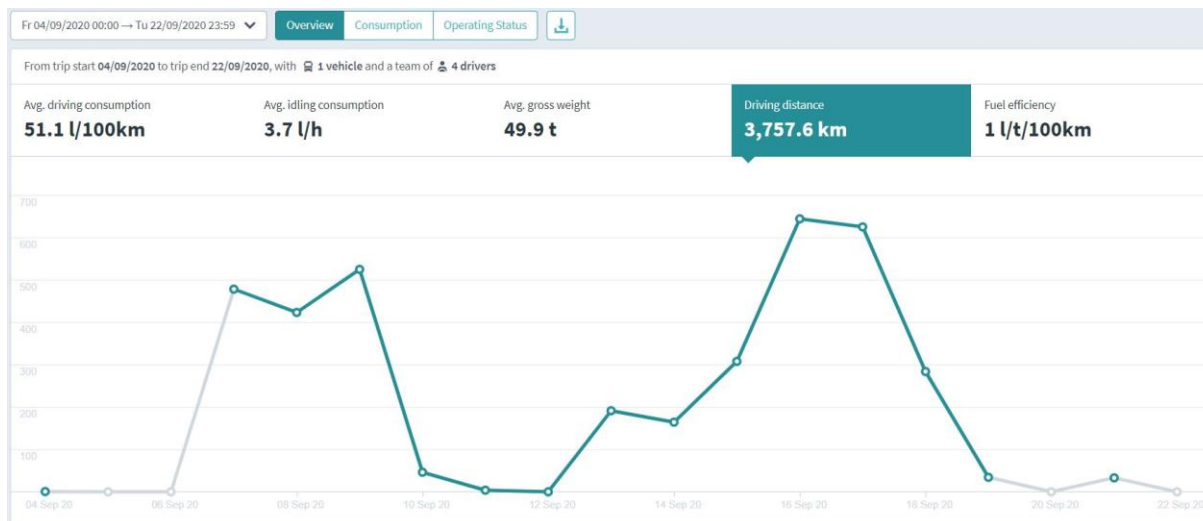 Fr 04/09/2020 00:00 → Tu 22/09/2020 23:59 Overview Consumption Operating Status
From trip start 04/09/2020 to trip end 22/09/2020, with 1 vehicle and a team of 4 drivers
Avg. driving consumption Avg. idling consumption Avg. gross weight Driving distance Fuel efficiency
51.1 l/100km 3.7 l/h 49.9 t 3,757.6 km 1 l/t/100km
700
600
500
400
300
200
100
04 Sep 20 06 Sep 20 08 Sep 20 10 Sep 20 12 Sep 20 14 Sep 20 16 Sep 20 18 Sep 20 20 Sep 20 22 Sep 20